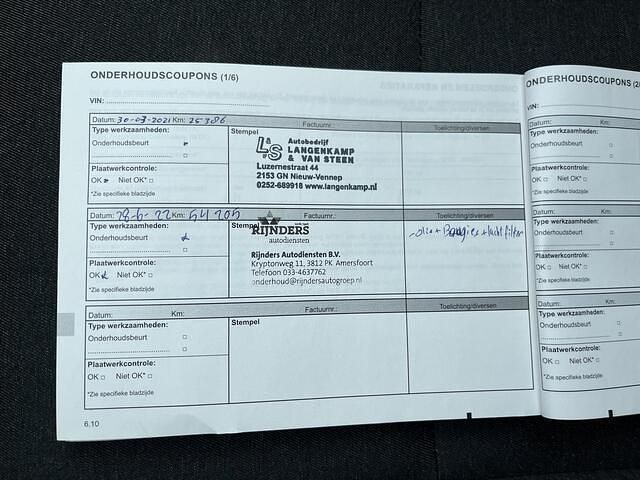 ONDERHOUDSCOUPONS (1/6)
VIN:
Datum: 30-03-2021 Km: 25386 Factuurnr.: Toelichting/diversen
Type werkzaamheden:
Onderhoudsbeurt
Plaatwerkcontrole:
OK Niet OK*
*Zie specifieke bladzijde
Stempel
L&S Autobedrijf
LANGENKAMP
& VAN STEEN
Luzernestraat 44
2153 GN Nieuw-Vennep
0252-689918 www.langenkamp.nl
Datum: 28-6-22 Km: 54205 Factuurnr.: Toelichting/diversen
Type werkzaamheden:
Onderhoudsbeurt
Plaatwerkcontrole:
OK Niet OK*
*Zie specifieke bladzijde
Stempel
RIJNDERS
autodiensten
Rijnders Autodiensten B.V.
Kryptonweg 11, 3812 PK Amersfoort
Telefoon 033-4637762
onderhoud@rijndersautogroep.nl
-olie + Bougies + luchtfilter
Datum: Km: Factuurnr.: Toelichting/diversen
Type werkzaamheden:
Onderhoudsbeurt
Plaatwerkcontrole:
OK Niet OK*
*Zie specifieke bladzijde
Stempel
6.10
ONDERHOUDSCOUPONS (2/
VIN:
Datum: Km:
Type werkzaamheden:
Onderhoudsbeurt
Plaatwerkcontrole:
OK Niet OK*
*Zie specifieke bladzijde
Datum: Km:
Type werkzaamheden:
Onderhoudsbeurt
Plaatwerkcontrole:
OK Niet OK*
*Zie specifieke bladzijde
Datum: Km:
Type werkzaamheden:
Onderhoudsbeurt
Plaatwerkcontrole:
OK Niet OK*
*Zie specifieke bladzijde